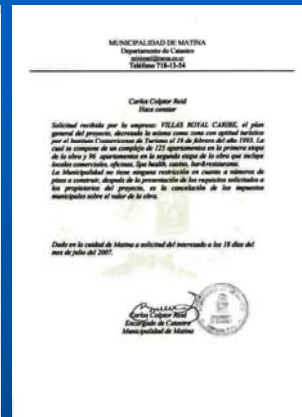 MUNICIPALIDAD DE MATINA
Departamento de Catastro
Teléfono 718-13-54
Carlos Calptor Reid
Hace constar
Solicitud recibida por la empresa: VILLAS ROYAL CARIBE, el plan
general del proyecto, decretada la misma como zona con aptitud turística
por el Instituto Costarricense de Turismo el 19 de febrero del año 1995. La
cual se compone de un complejo de 125 apartamentos en la primera etapa
de la obra y 96 apartamentos en la segunda etapa de la obra que incluye
locales comerciales, oficinas, Spa health, casino, bar&restaurante.
La Municipalidad no tiene ninguna restricción en cuanto a números de
pisos a construir, después de la presentación de los requisitos solicitados a
los propietarios del proyecto, es la cancelación de los impuestos
municipales sobre el valor de la obra.
Dado en la cuidad de Matina a solicitud del interesado a los 18 días del
mes de julio del 2007.
Carlos Calptor Reid
Encargado de Catastro
Municipalidad de Matina